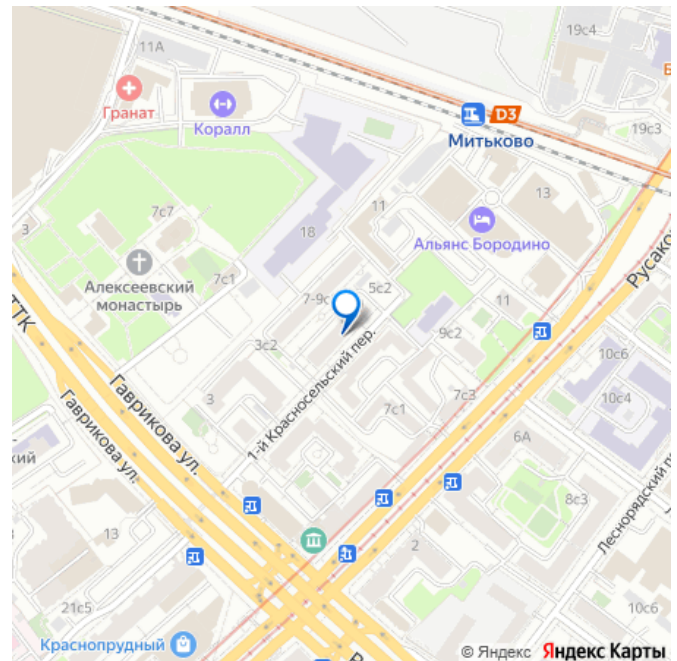 19с4
11А
Гранат
Коралл
D3
Митьково
19с3
13
3
7с7
18
11
Альянс Бородино
Алексеевский
монастырь
7с1
ТТК
7-9с
5с2
Русако
11
3с2
9с2
10с6
1-й Красносельский пер.
3
7с3
10с4
7с1
Гаврикова ул.
Гаврикова ул.
6А
кий
8с3
Леснорядский п
13
2
21с5
10с6
Краснопрудный
Р
© Яндекс Яндекс Карты